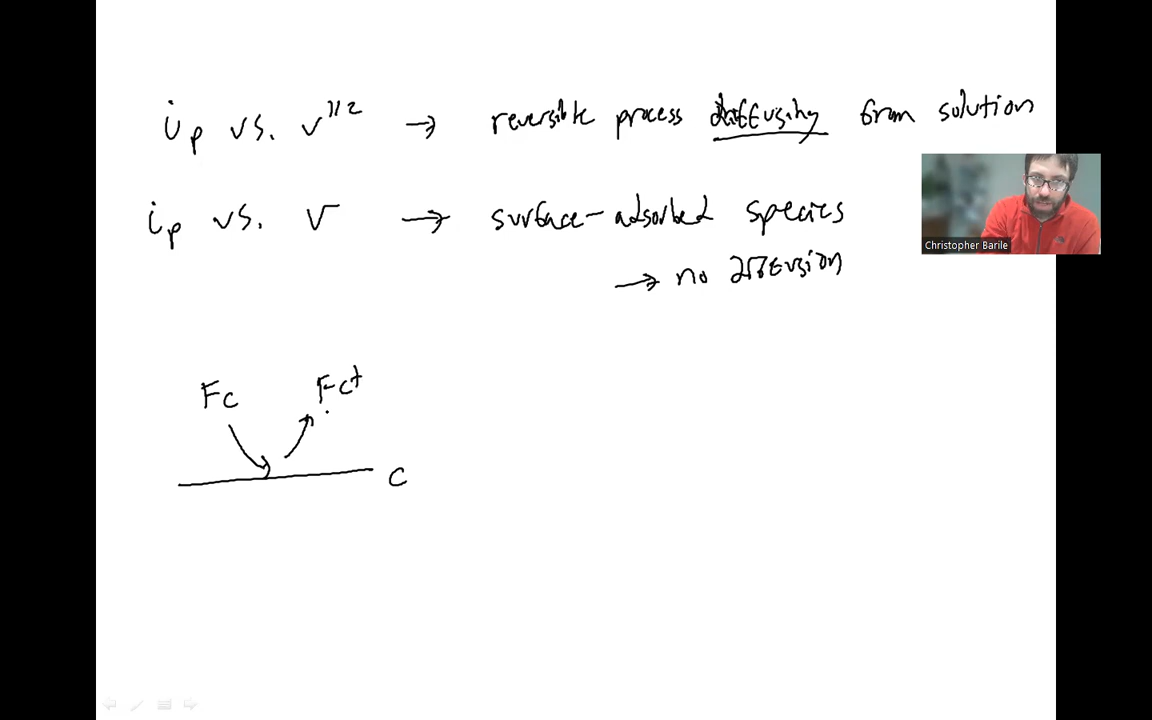 ip vs. v^1/2 → reversible process diffusing from solution
ip vs. v → surface-adsorbed species
→ no diffusion
Christopher Barile
Fc Fc+
C